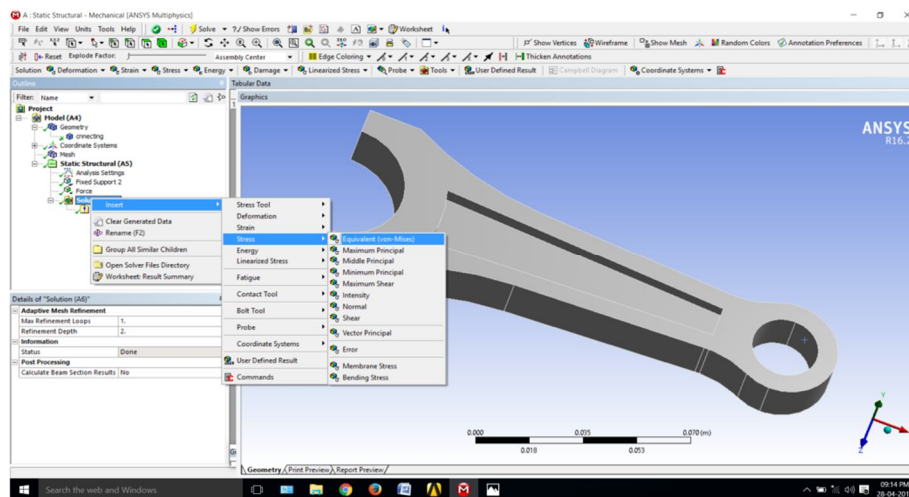 A : Static Structural - Mechanical [ANSYS Multiphysics]
File Edit View Units Tools Help Solve ?/ Show Errors Worksheet
Show Vertices Wireframe Show Mesh Random Colors Annotation Preferences
Reset Explode Factor: Assembly Center Edge Coloring Thicken Annotations
Solution Deformation Strain Stress Energy Damage Linearized Stress Probe Tools User Defined Result Campbell Diagram Coordinate Systems
Outline
Filter: Name
Project
Model (A4)
Geometry
cnnecting
Coordinate Systems
Mesh
Static Structural (A5)
Analysis Settings
Fixed Support 2
Force
Insert
Clear Generated Data
Rename (F2)
Group All Similar Children
Open Solver Files Directory
Worksheet: Result Summary
Stress Tool
Deformation
Strain
Stress
Energy
Linearized Stress
Fatigue
Contact Tool
Bolt Tool
Probe
Coordinate Systems
User Defined Result
Commands
Equivalent (von-Mises)
Maximum Principal
Middle Principal
Minimum Principal
Maximum Shear
Intensity
Normal
Shear
Vector Principal
Error
Membrane Stress
Bending Stress
Details of "Solution (A6)"
Adaptive Mesh Refinement
Max Refinement Loops 1.
Refinement Depth 2.
Information
Status Done
Post Processing
Calculate Beam Section Results No
Tabular Data
Graphics
ANSYS
R16.2
0.000 0.035 0.070 (m)
0.018 0.053
Y
Z
Geometry Print Preview Report Preview
Search the web and Windows
09:14 PM
28-04-201